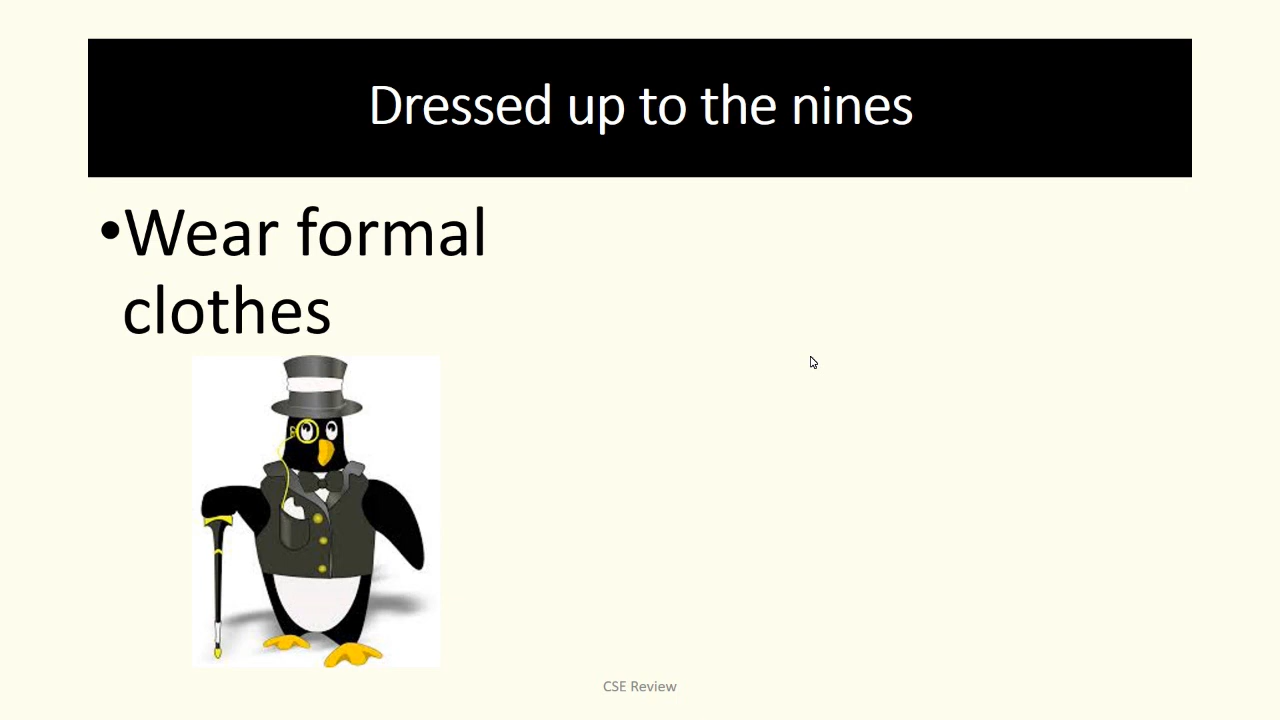 Dressed up to the nines
•Wear formal
clothes
CSE Review